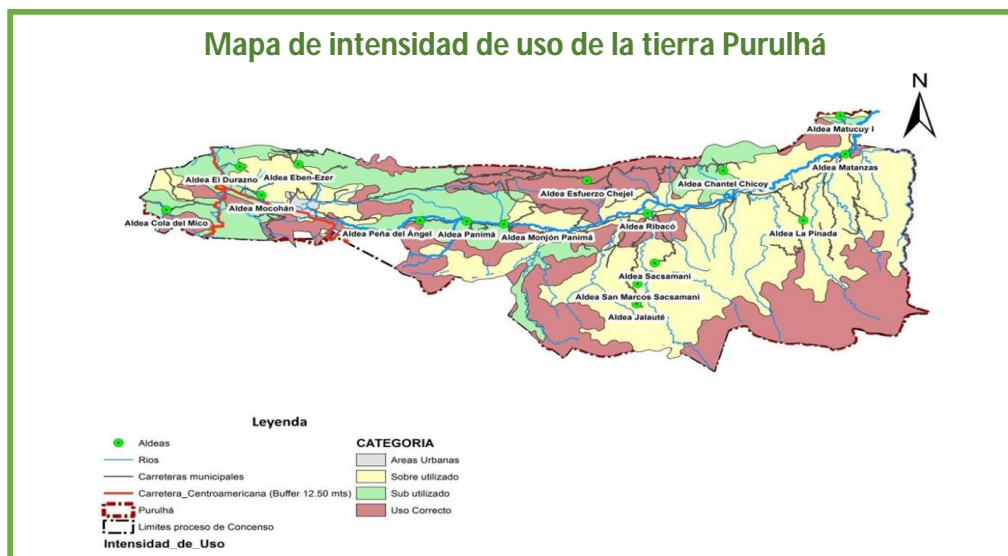 Mapa de intensidad de uso de la tierra Purulhá
N
Aldea Matucuy I
Aldea Matanzas
Aldea El Durazno
Aldea Eben-Ezer
Aldea Esfuerzo Chejel
Aldea Chantel Chicoy
Aldea Mocohán
Aldea Cola del Mico
Aldea Peña del Ángel
Aldea Panimá
Aldea Monjón Panimá
Aldea Ribacó
Aldea La Pinada
Aldea Sacsamani
Aldea San Marcos Sacsamani
Aldea Jalauté
Leyenda
Aldeas
Rios
Carreteras municipales
Carretera_Centroamericana (Buffer 12.50 mts)
Purulhá
Limites proceso de Concenso
Intensidad_de_Uso
CATEGORIA
Areas Urbanas
Sobre utilizado
Sub utilizado
Uso Correcto